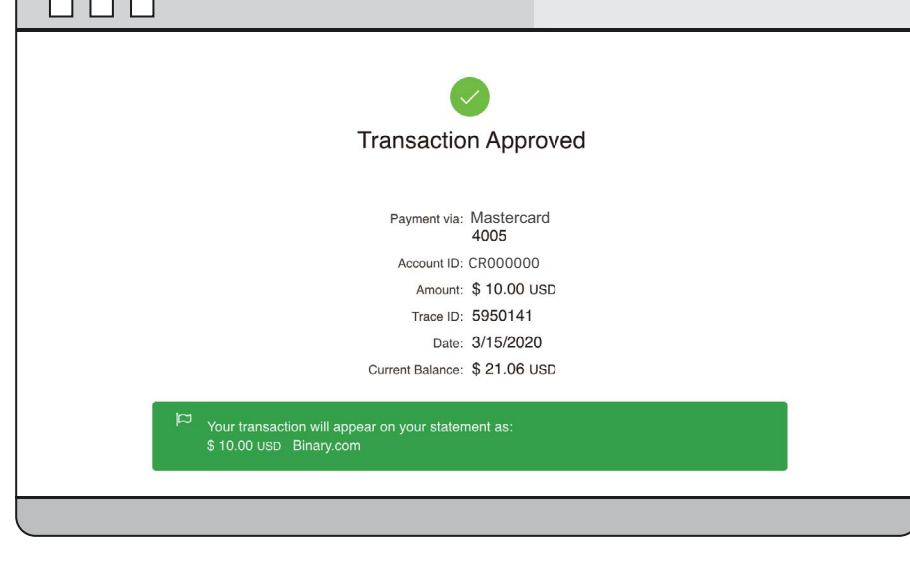 Transaction Approved
Payment via: Mastercard
4005
Account ID: CR000000
Amount: $ 10.00 USD
Trace ID: 5950141
Date: 3/15/2020
Current Balance: $ 21.06 USD
Your transaction will appear on your statement as:
$ 10.00 USD Binary.com